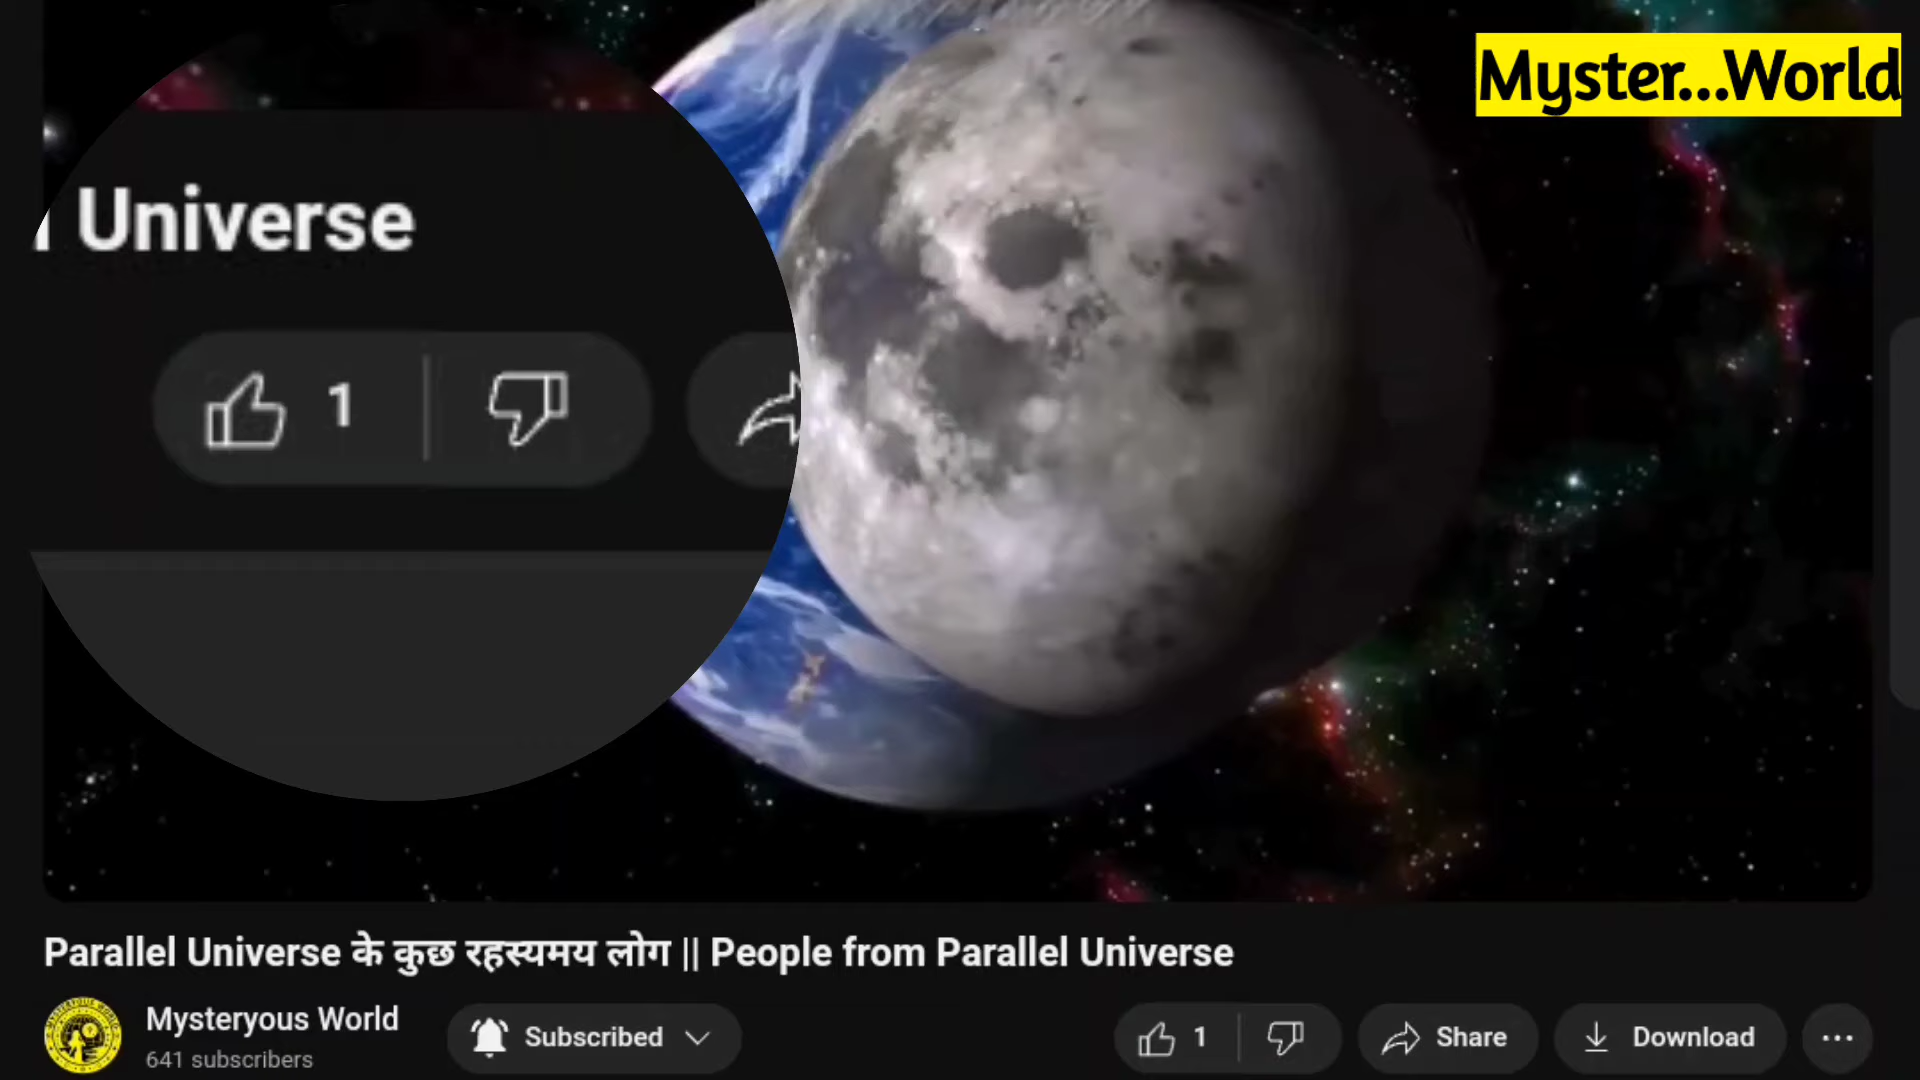 Myster...World
l Universe
1
Parallel Universe के कुछ रहस्यमय लोग || People from Parallel Universe
Mysteryous World
641 subscribers
Subscribed
1
Share
Download